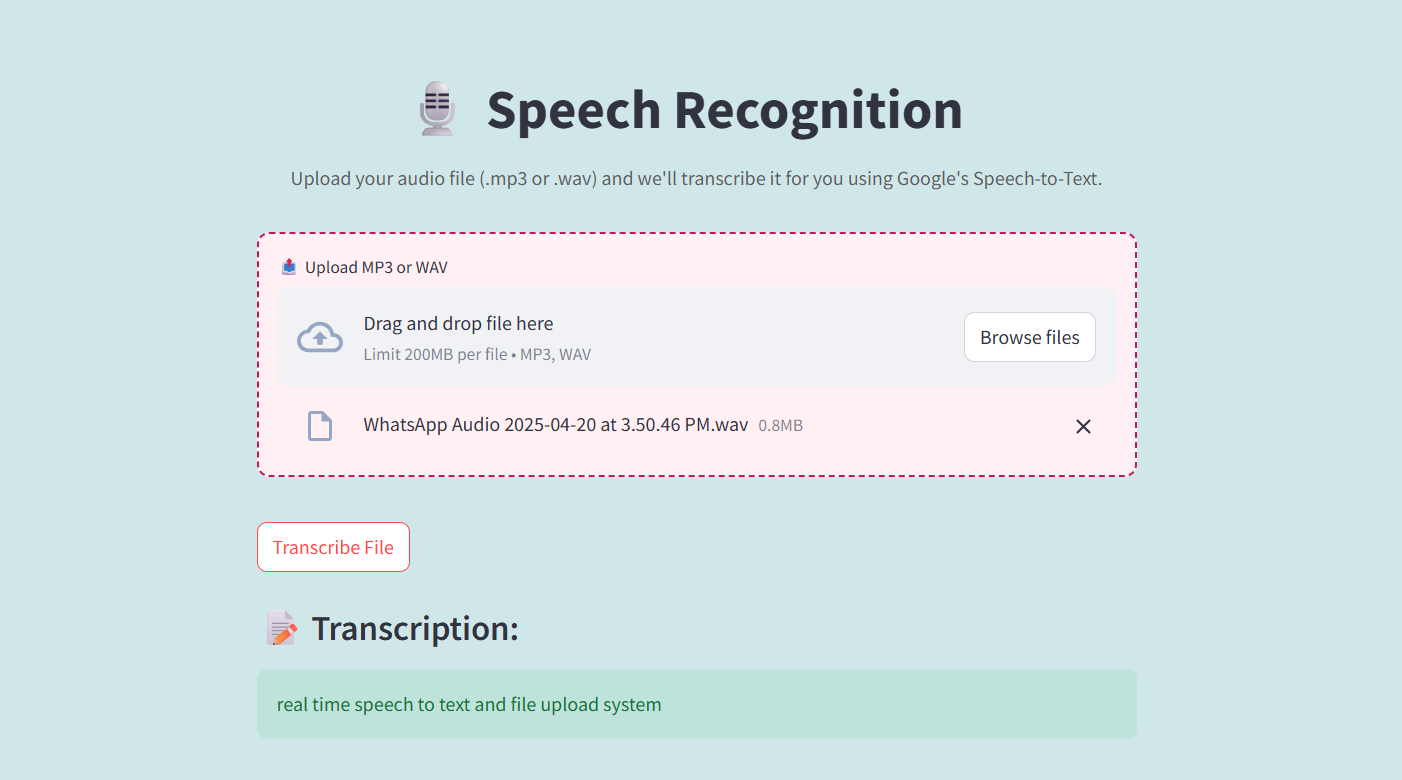 Speech Recognition
Upload your audio file (.mp3 or .wav) and we'll transcribe it for you using Google's Speech-to-Text.
Upload MP3 or WAV
Drag and drop file here
Limit 200MB per file • MP3, WAV
Browse files
WhatsApp Audio 2025-04-20 at 3.50.46 PM.wav 0.8MB
Transcribe File
Transcription:
real time speech to text and file upload system